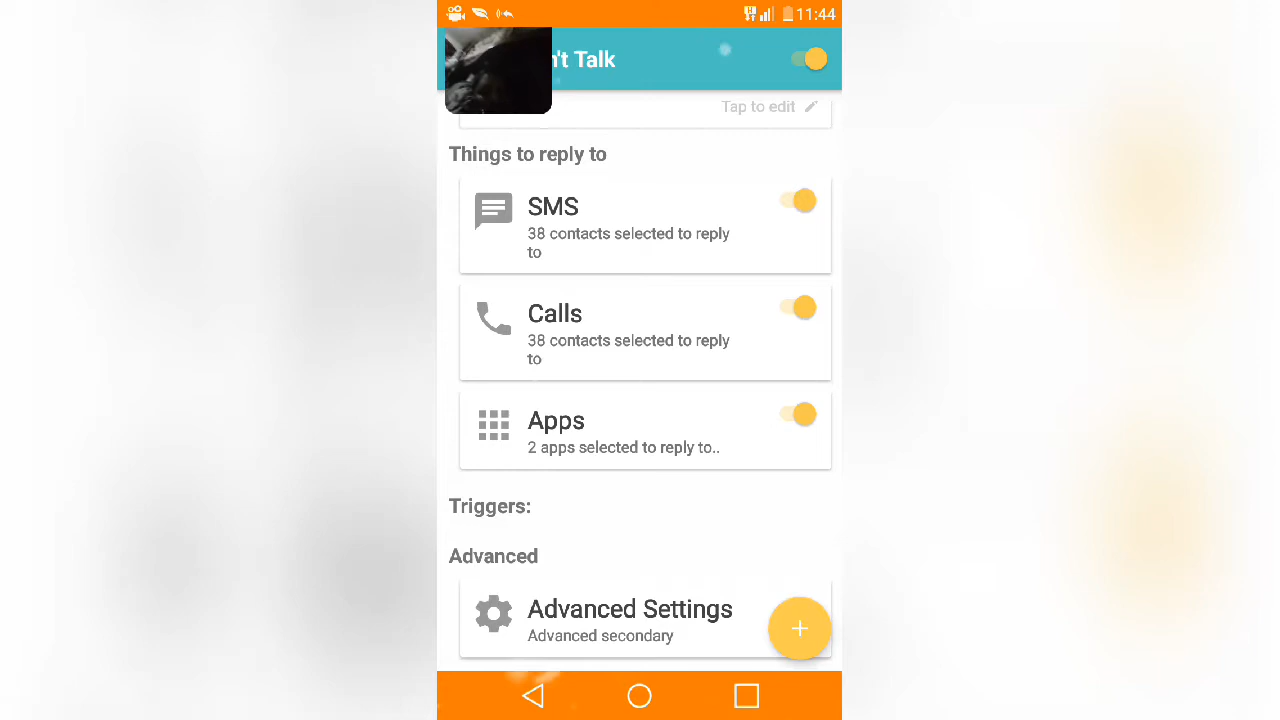 11:44
n't Talk
Tap to edit
Things to reply to
SMS
38 contacts selected to reply
to
Calls
38 contacts selected to reply
to
Apps
2 apps selected to reply to..
Triggers:
Advanced
Advanced Settings
Advanced secondary